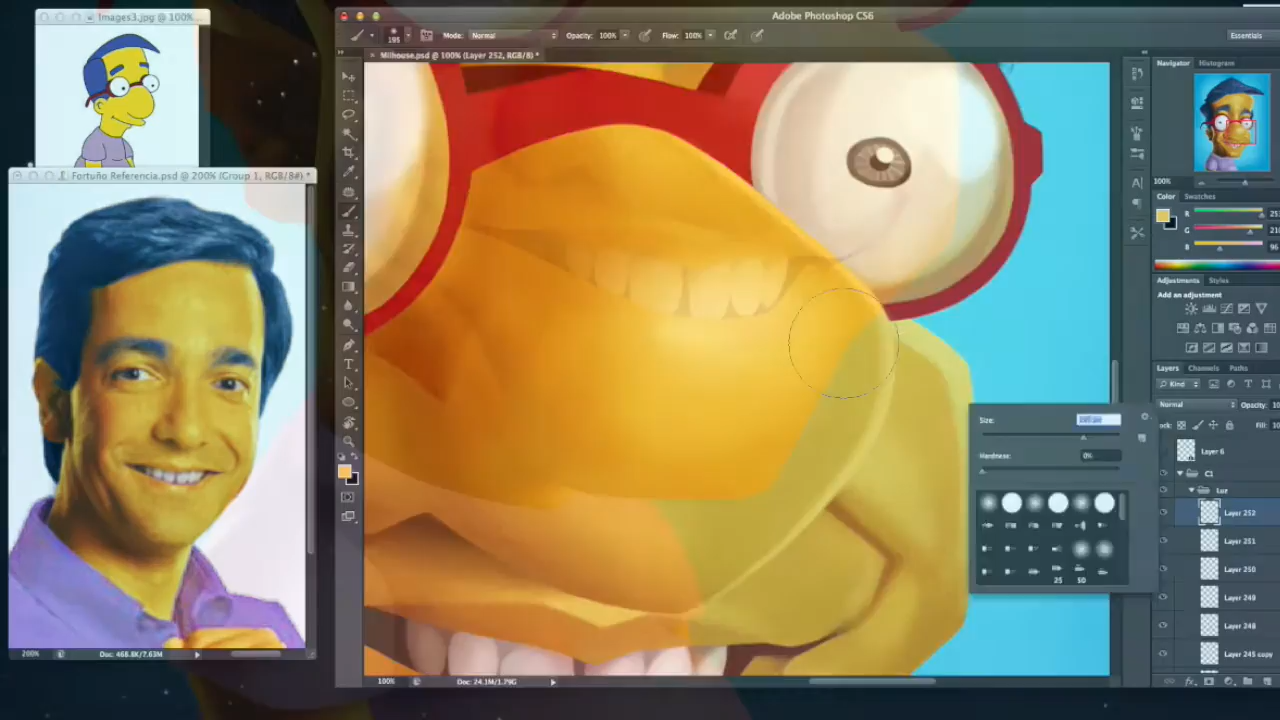 Images3.jpg @ 100%...
Adobe Photoshop CS6
195
Mode: Normal
Opacity: 100%
Flow: 100%
Essentials
Milhouse.psd @ 100% (Layer 252, RGB/8) *
Navigator
Histogram
100%
Fortuño Referencia.psd @ 200% (Group 1, RGB/8#) *
Color
Swatches
R
G
B
96
Adjustments
Styles
Add an adjustment
Layers
Channels
Paths
Kind
Normal
Opacity:
Fill:
Size:
Hardness:
0%
25
50
Layer 6
C1
Luz
Layer 252
Layer 251
Layer 250
Layer 249
Layer 248
Layer 245 copy
200%
Doc: 468.8K/7.63M
100%
Doc: 24.1M/1.79G